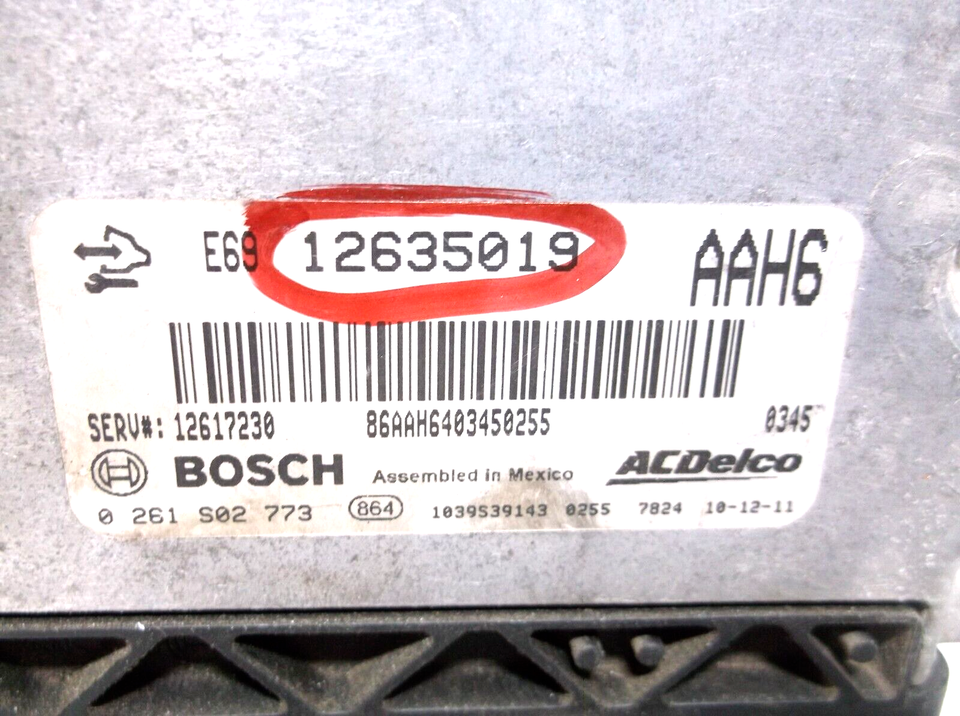 E69 12635019 AAH6
SERV#: 12617230 86AAH6403450255 0345
BOSCH Assembled in Mexico ACDelco
0 261 S02 773 864 1039S39143 0255 7824 10-12-11